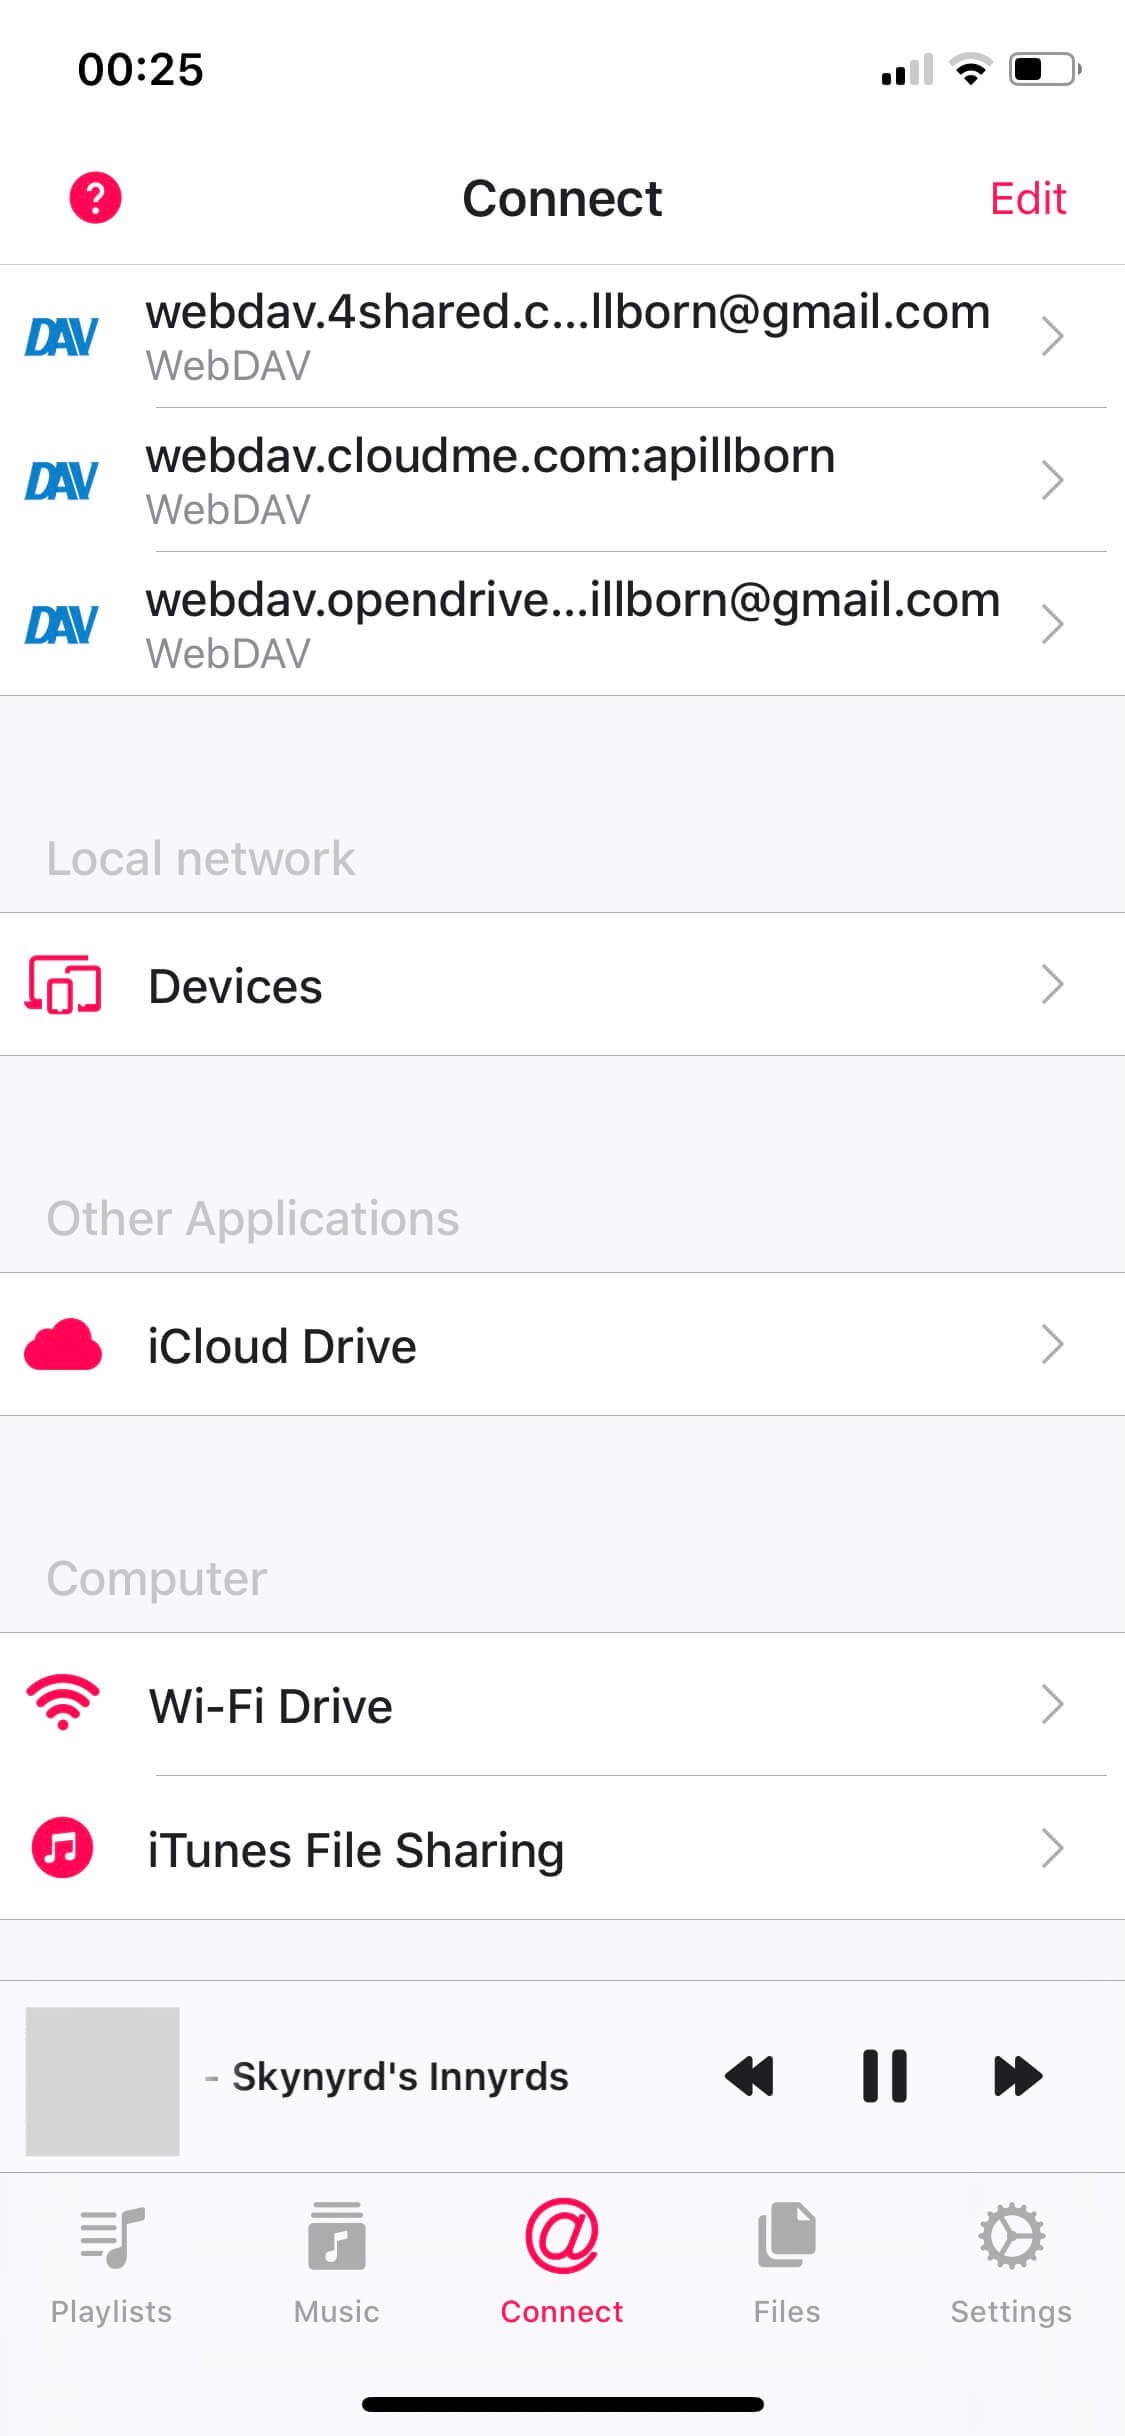 00:25
Connect
Edit
DAV
webdav.4shared.c...llborn@gmail.com
WebDAV
DAV
webdav.cloudme.com:apillborn
WebDAV
DAV
webdav.opendrive...illborn@gmail.com
WebDAV
Local network
Devices
Other Applications
iCloud Drive
Computer
Wi-Fi Drive
iTunes File Sharing
- Skynyrd's Innyrds
Playlists
Music
Connect
Files
Settings